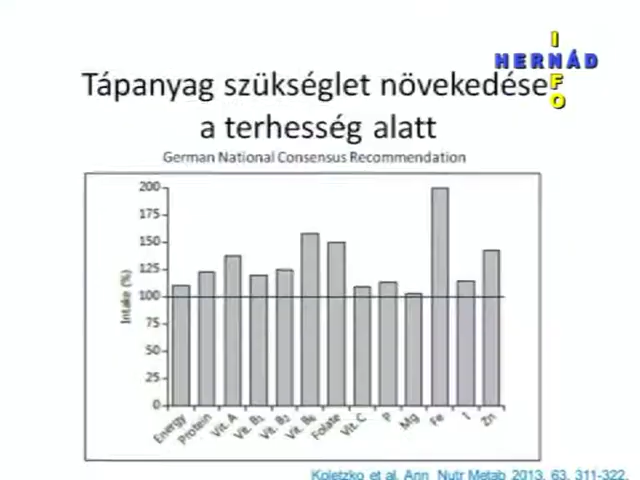 I
HERNÁD
F
O
Tápanyag szükséglet növekedése
a terhesség alatt
German National Consensus Recommendation
200
175
150
125
100
75
50
25
0
Intake (%)
Energy
Protein
Vit. A
Vit. B₁
Vit. B₂
Vit. B₆
Folate
Vit. C
P
Mg
Fe
I
Zn
Koletzko et al. Ann Nutr Metab 2013, 63, 311-322.